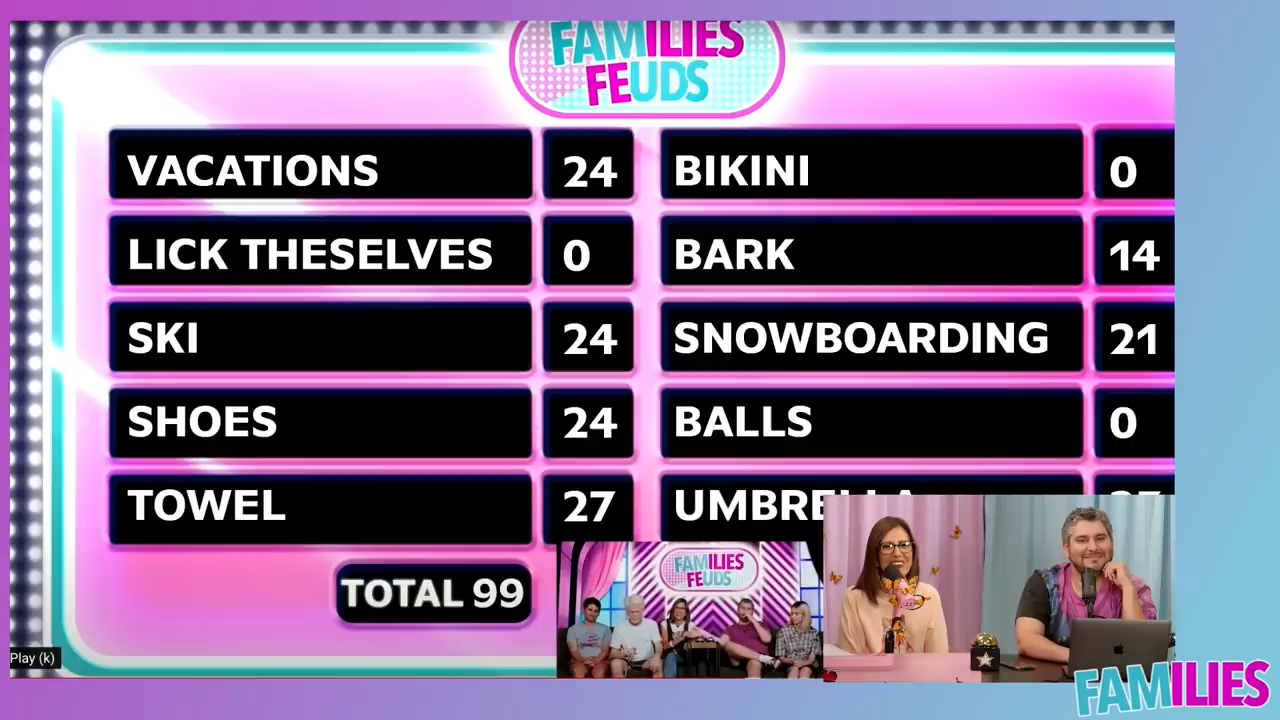 FAMILIES
FEUDS
VACATIONS 24 BIKINI 0
LICK THESELVES 0 BARK 14
SKI 24 SNOWBOARDING 21
SHOES 24 BALLS 0
TOWEL 27
TOTAL 99
FAMILIES
FEUDS
Play (k)
FAMILIES